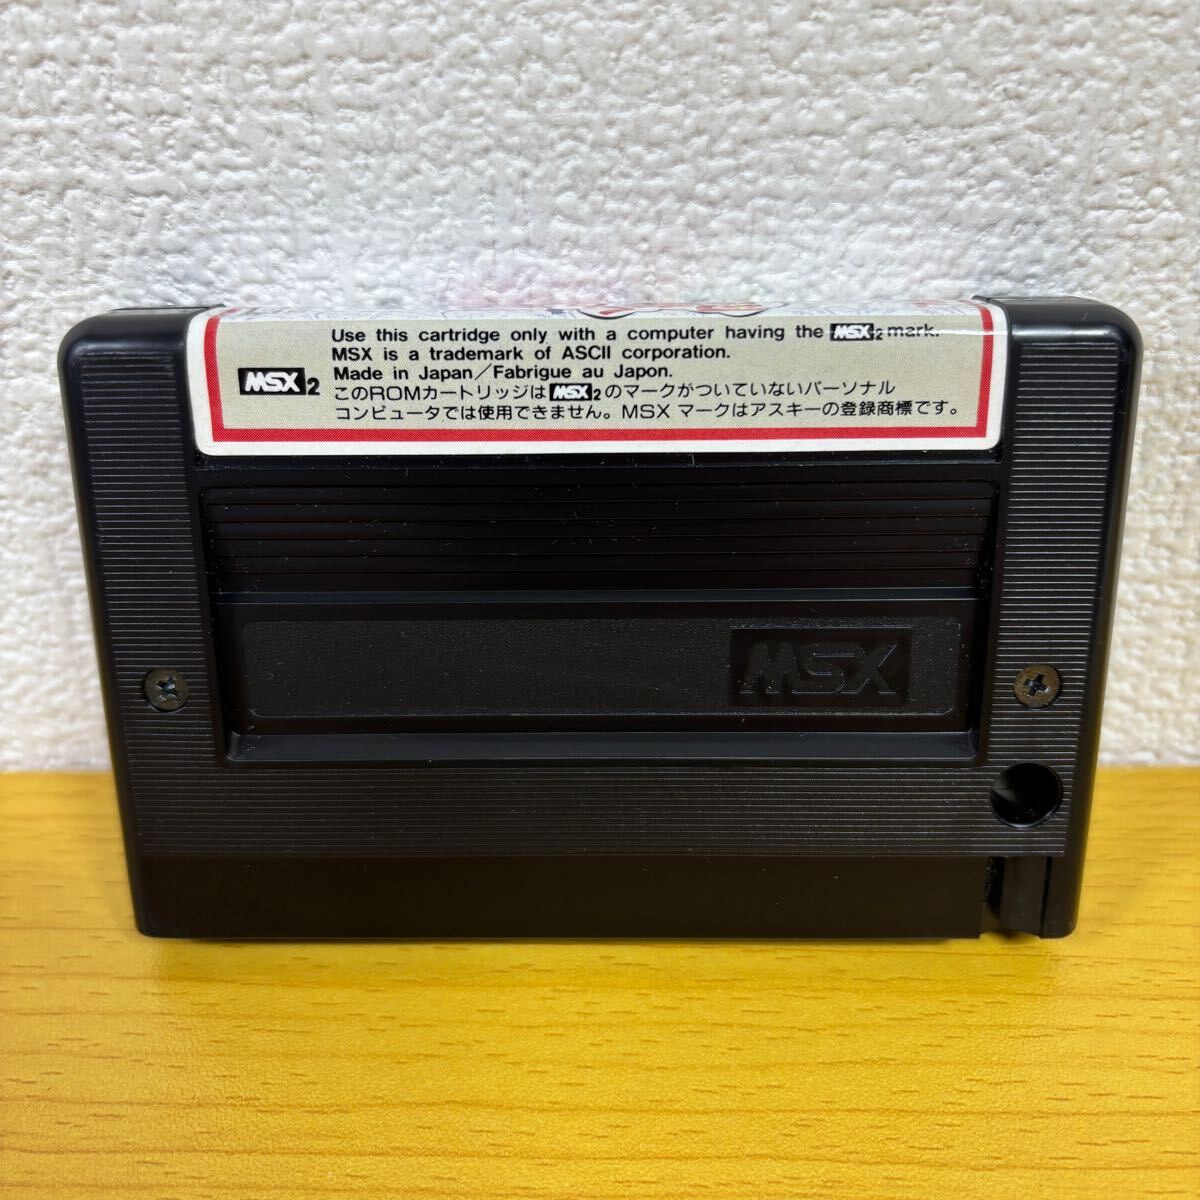 Use this cartridge only with a computer having the MSX2 mark.
MSX is a trademark of ASCII corporation.
Made in Japan/Fabrigue au Japon.
MSX2
このROMカートリッジはMSX2のマークがついていないパーソナル
コンピュータでは使用できません。MSX マークはアスキーの登録商標です。
MSX